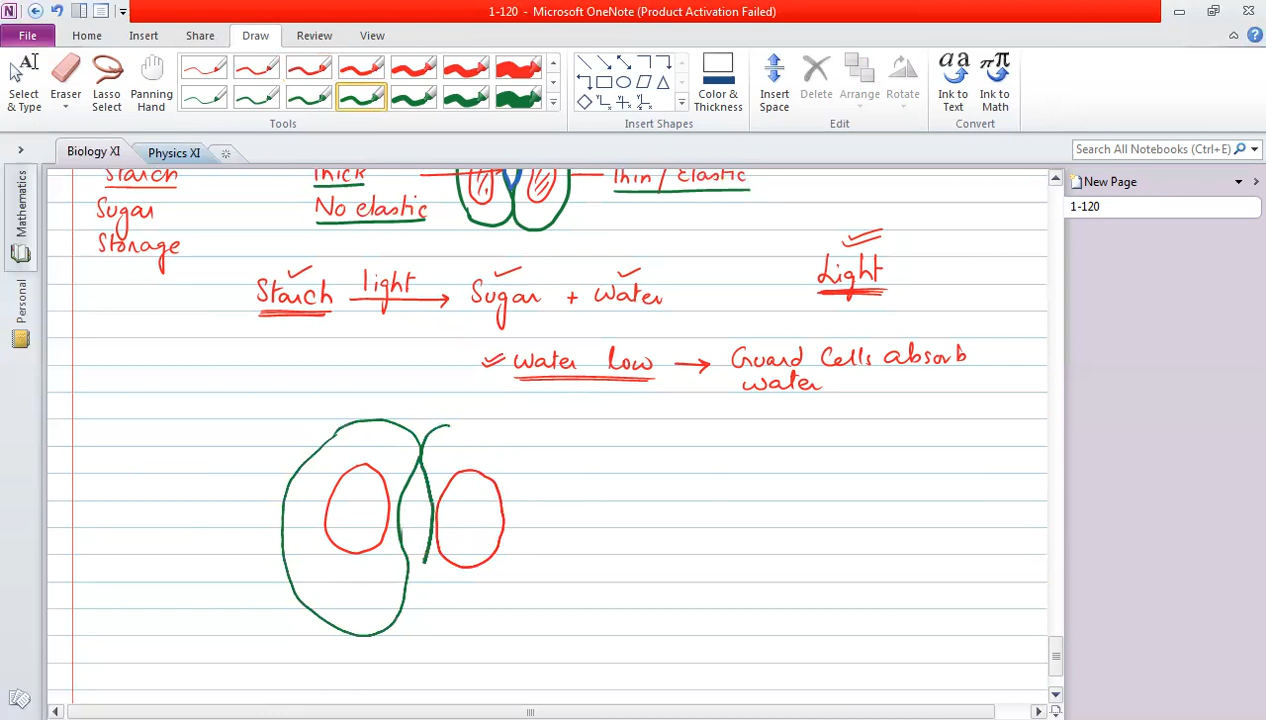 1-120 - Microsoft OneNote (Product Activation Failed)
File Home Insert Share Draw Review View
Select & Type
Eraser
Lasso Select
Panning Hand
Color & Thickness
Insert Space
Delete
Arrange
Rotate
Ink to Text
Ink to Math
Tools
Insert Shapes
Edit
Convert
Biology XI
Physics XI
Search All Notebooks (Ctrl+E)
Mathematics
Personal
New Page
1-120
Starch Thick Thin / Elastic
Sugar No elastic
Storage
Light
Starch light Sugar + Water
Water low → Guard Cells absorb
water